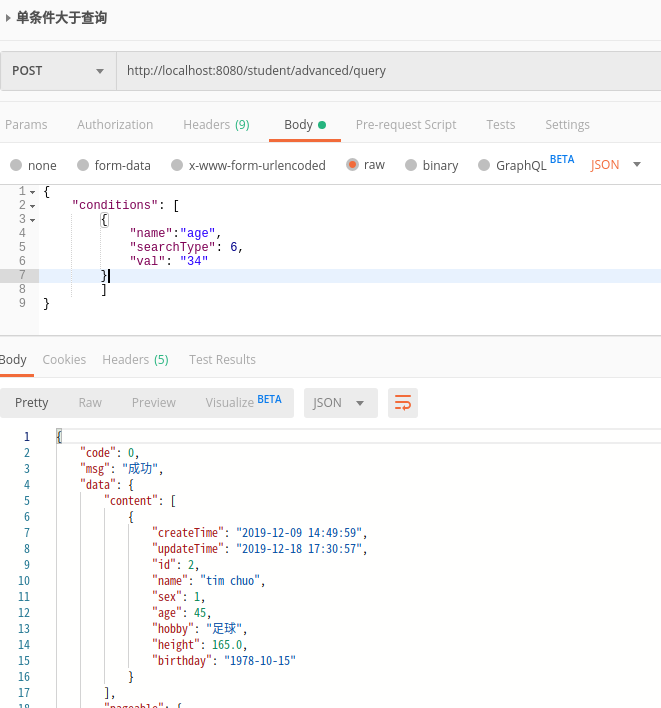 单条件大于查询
POST http://localhost:8080/student/advanced/query
Params Authorization Headers (9) Body Pre-request Script Tests Settings
none form-data x-www-form-urlencoded raw binary GraphQL BETA JSON
1 {
2 "conditions": [
3 {
4 "name":"age",
5 "searchType": 6,
6 "val": "34"
7 }
8 ]
9 }
Body Cookies Headers (5) Test Results
Pretty Raw Preview Visualize BETA JSON
1 {
2 "code": 0,
3 "msg": "成功",
4 "data": {
5 "content": [
6 {
7 "createTime": "2019-12-09 14:49:59",
8 "updateTime": "2019-12-18 17:30:57",
9 "id": 2,
10 "name": "tim chuo",
11 "sex": 1,
12 "age": 45,
13 "hobby": "足球",
14 "height": 165.0,
15 "birthday": "1978-10-15"
16 }
17 ],
18 "pageable": {